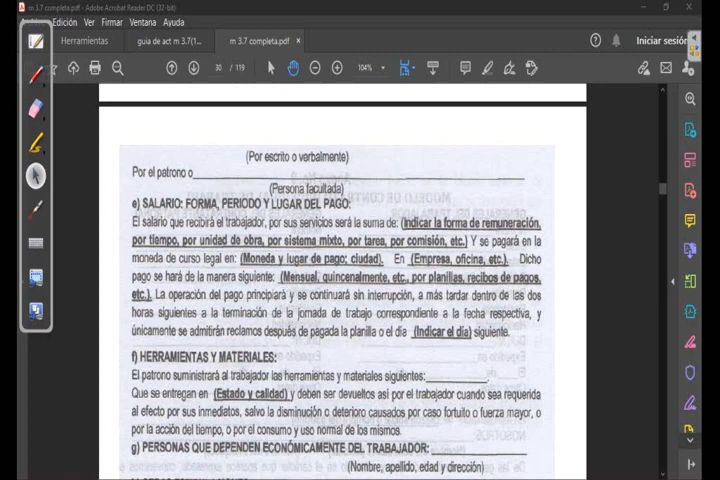 m 3.7 completa.pdf - Adobe Acrobat Reader DC (32-bit)
Edición Ver Firmar Ventana Ayuda
Herramientas guia de act m 3.7(1... m 3.7 completa.pdf × Iniciar sesión
30 / 119 104%
(Por escrito o verbalmente)
Por el patrono o
(Persona facultada)
e) SALARIO: FORMA, PERIODO Y LUGAR DEL PAGO:
El salario que recibirá el trabajador, por sus servicios será la suma de: (Indicar la forma de remuneración,
por tiempo, por unidad de obra, por sistema mixto, por tarea, por comisión, etc.) Y se pagará en la
moneda de curso legal en: (Moneda y lugar de pago; ciudad). En (Empresa, oficina, etc.). Dicho
pago se hará de la manera siguiente: (Mensual, quincenalmente, etc., por planillas, recibos de pagos,
etc.). La operación del pago principiará y se continuará sin interrupción, a más tardar dentro de las dos
horas siguientes a la terminación de la jornada de trabajo correspondiente a la fecha respectiva, y
únicamente se admitirán reclamos después de pagada la planilla o el día (Indicar el día) siguiente.
f) HERRAMIENTAS Y MATERIALES:
El patrono suministrará al trabajador las herramientas y materiales siguientes:
Que se entregan en (Estado y calidad) y deben ser devueltos así por el trabajador cuando sea requerida
al efecto por sus inmediatos, salvo la disminución o deterioro causados por caso fortuito o fuerza mayor, o
por la acción del tiempo, o por el consumo y uso normal de los mismos.
g) PERSONAS QUE DEPENDEN ECONÓMICAMENTE DEL TRABAJADOR:
(Nombre, apellido, edad y dirección)